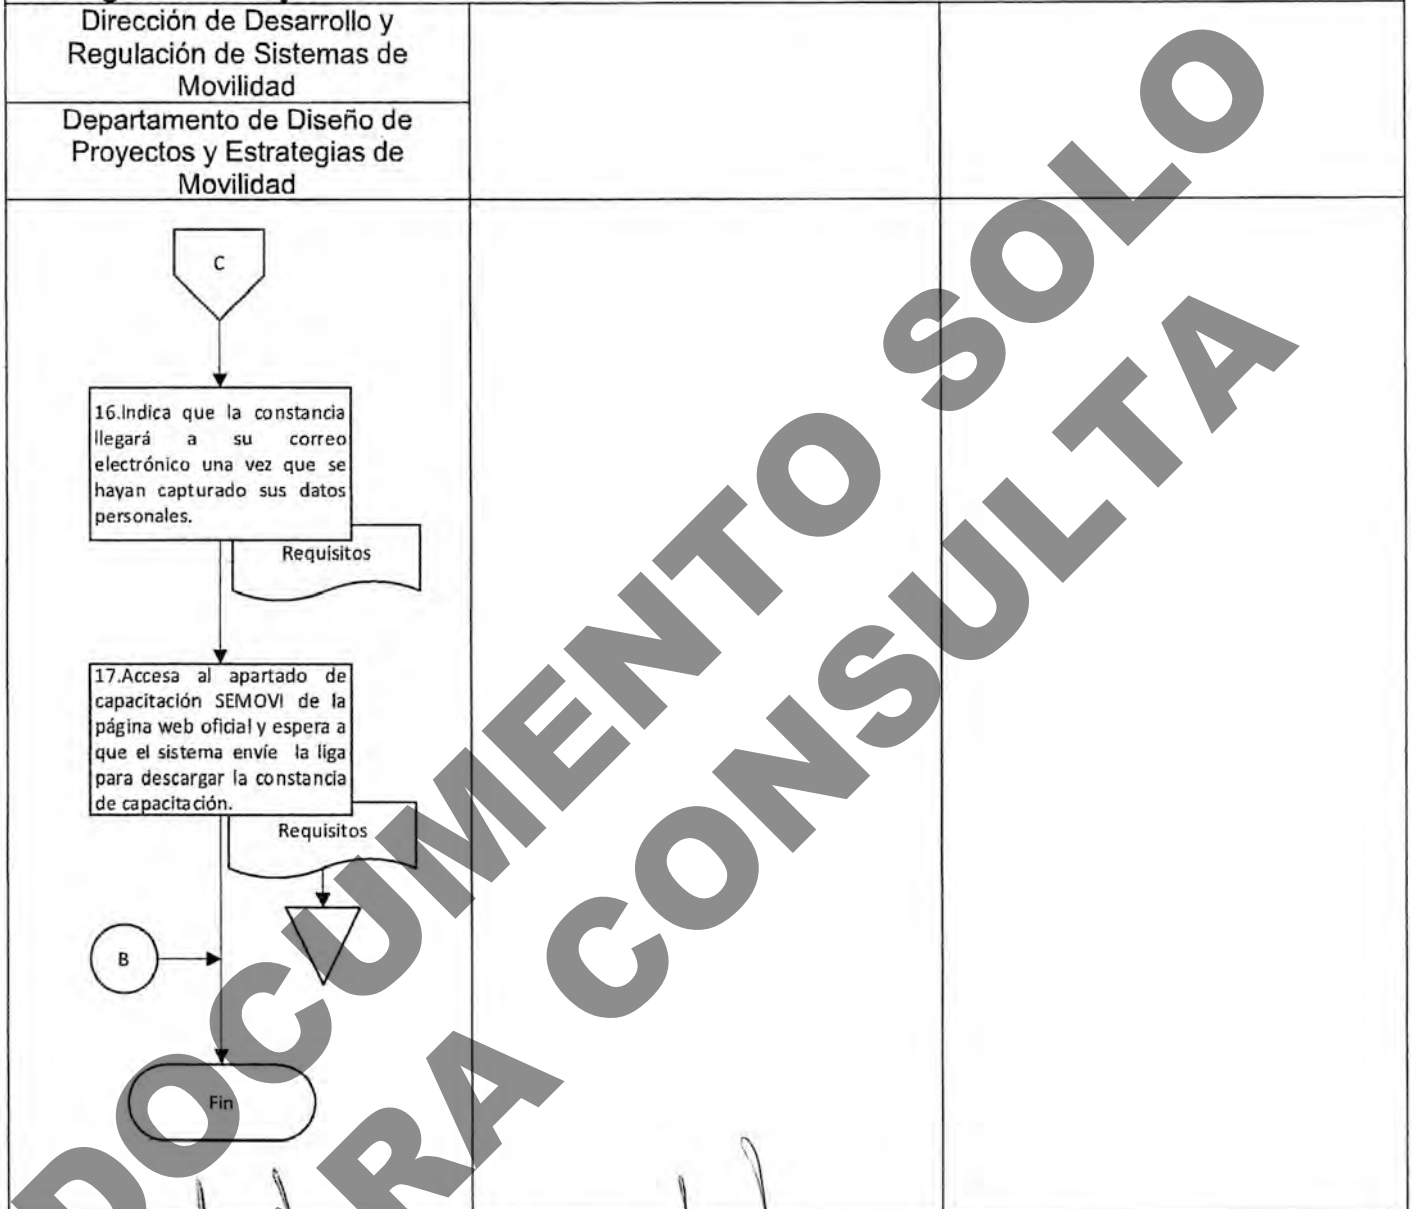 Dirección de Desarrollo y
Regulación de Sistemas de
Movilidad
Departamento de Diseño de
Proyectos y Estrategias de
Movilidad
C
16.Indica que la constancia
llegará a su correo
electrónico una vez que se
hayan capturado sus datos
personales.
Requisitos
17.Accesa al apartado de
capacitación SEMOVI de la
página web oficial y espera a
que el sistema envíe la liga
para descargar la constancia
de capacitación.
Requisitos
B
Fin
DOCUMENTO SOLO
RA CONSULTA